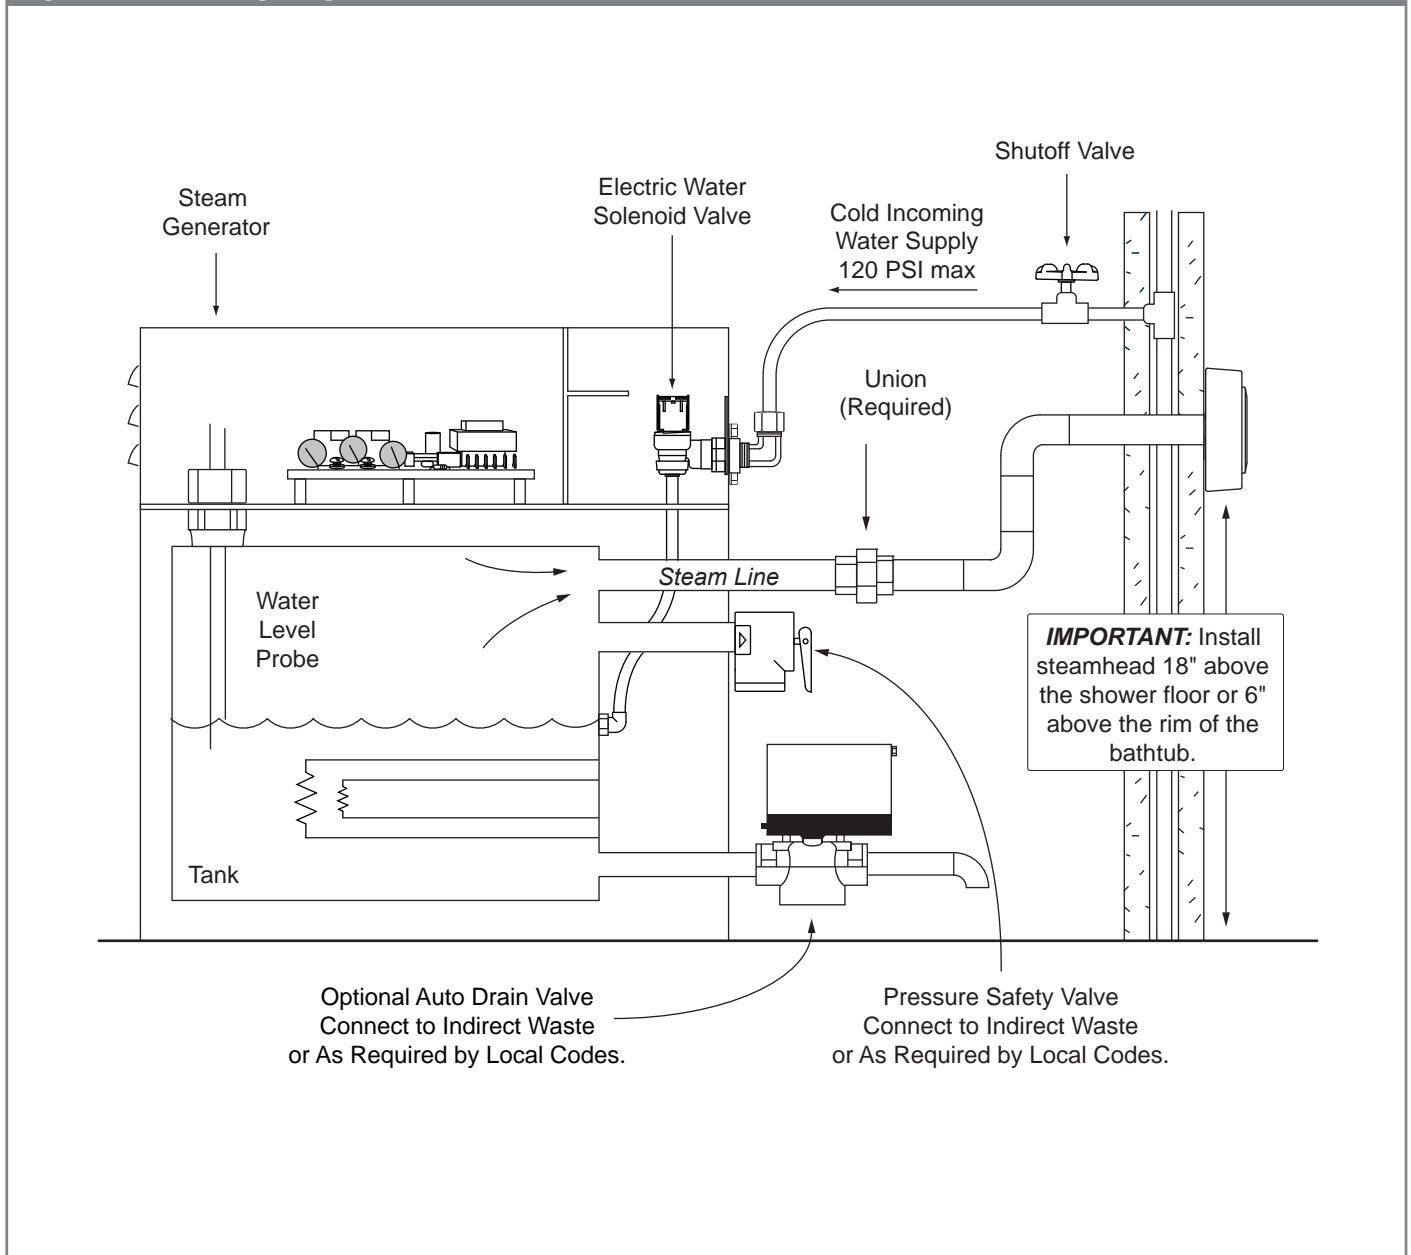 Shutoff Valve
Steam
Generator
Electric Water
Solenoid Valve
Cold Incoming
Water Supply
120 PSI max
Union
(Required)
Steam Line
Water
Level
Probe
IMPORTANT: Install
steamhead 18" above
the shower floor or 6"
above the rim of the
bathtub.
Tank
Optional Auto Drain Valve
Connect to Indirect Waste
or As Required by Local Codes.
Pressure Safety Valve
Connect to Indirect Waste
or As Required by Local Codes.